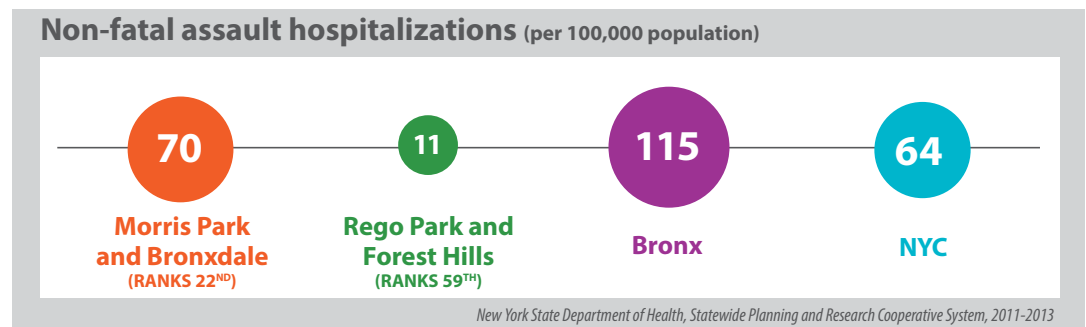 Non-fatal assault hospitalizations (per 100,000 population)
70
11
115
64
Morris Park
and Bronxdale
(RANKS 22ND)
Rego Park and
Forest Hills
(RANKS 59TH)
Bronx
NYC
New York State Department of Health, Statewide Planning and Research Cooperative System, 2011-2013